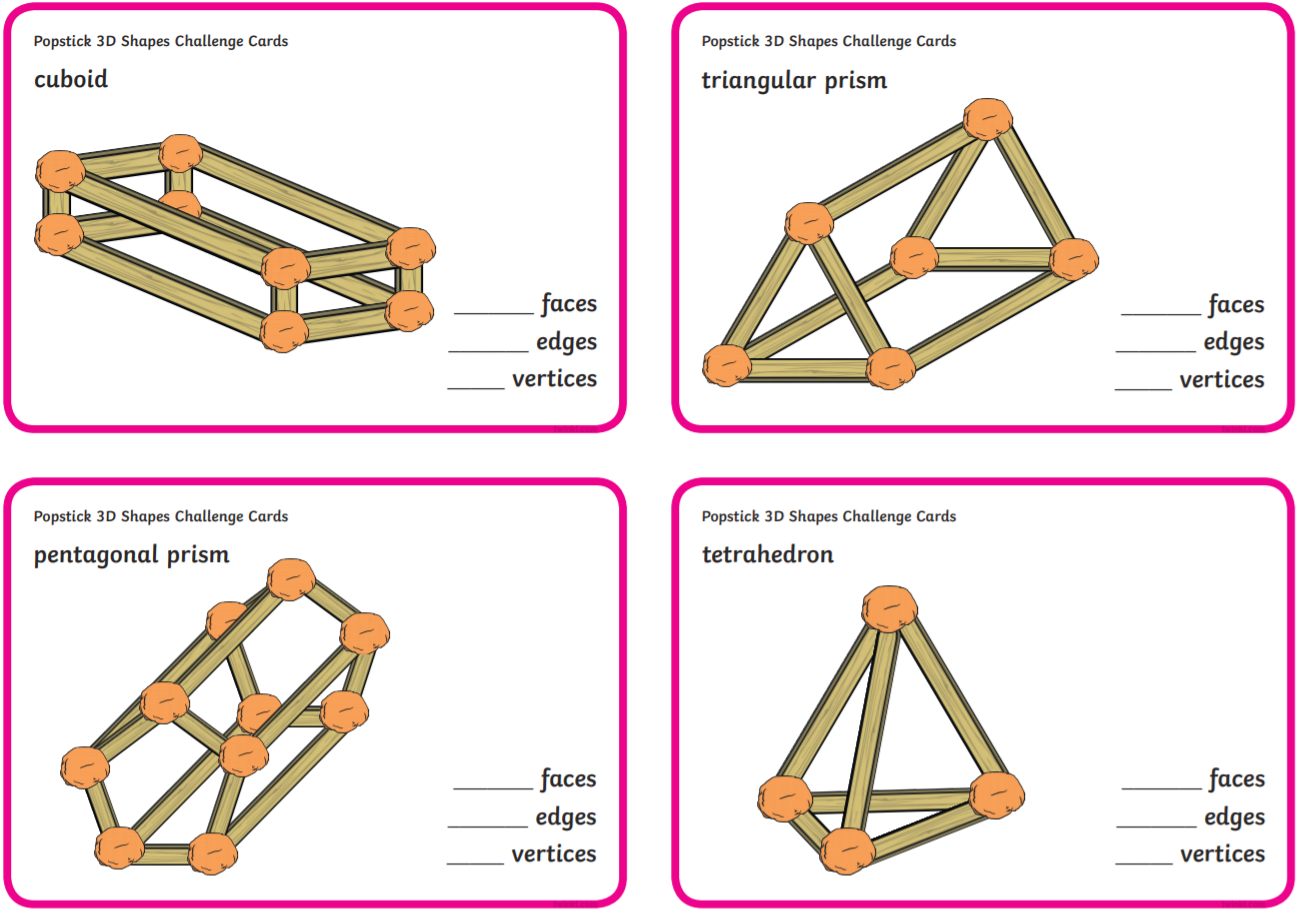 Popstick 3D Shapes Challenge Cards
cuboid
_______ faces
_______ edges
_____ vertices
Popstick 3D Shapes Challenge Cards
triangular prism
_______ faces
_______ edges
_____ vertices
Popstick 3D Shapes Challenge Cards
pentagonal prism
_______ faces
_______ edges
_____ vertices
Popstick 3D Shapes Challenge Cards
tetrahedron
_______ faces
_______ edges
_____ vertices